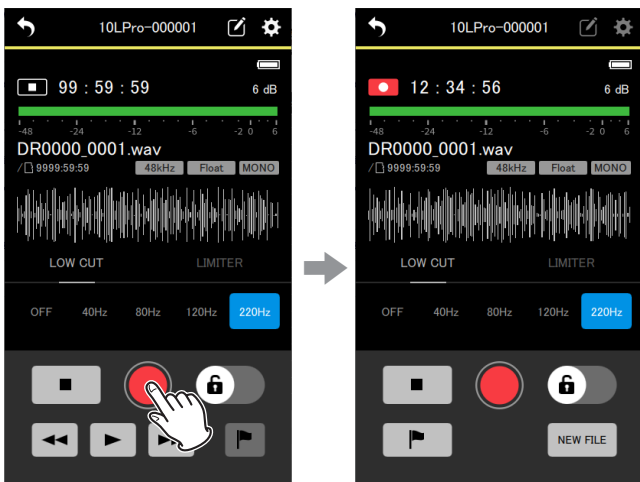 10LPro-000001
99 : 59 : 59
6 dB
-48 -24 -12 -6 -2 0 6
DR0000_0001.wav
/ 9999:59:59 48kHz Float MONO
LOW CUT LIMITER
OFF 40Hz 80Hz 120Hz 220Hz
10LPro-000001
12 : 34 : 56
6 dB
-48 -24 -12 -6 -2 0 6
DR0000_0001.wav
/ 9999:59:59 48kHz Float MONO
LOW CUT LIMITER
OFF 40Hz 80Hz 120Hz 220Hz
NEW FILE